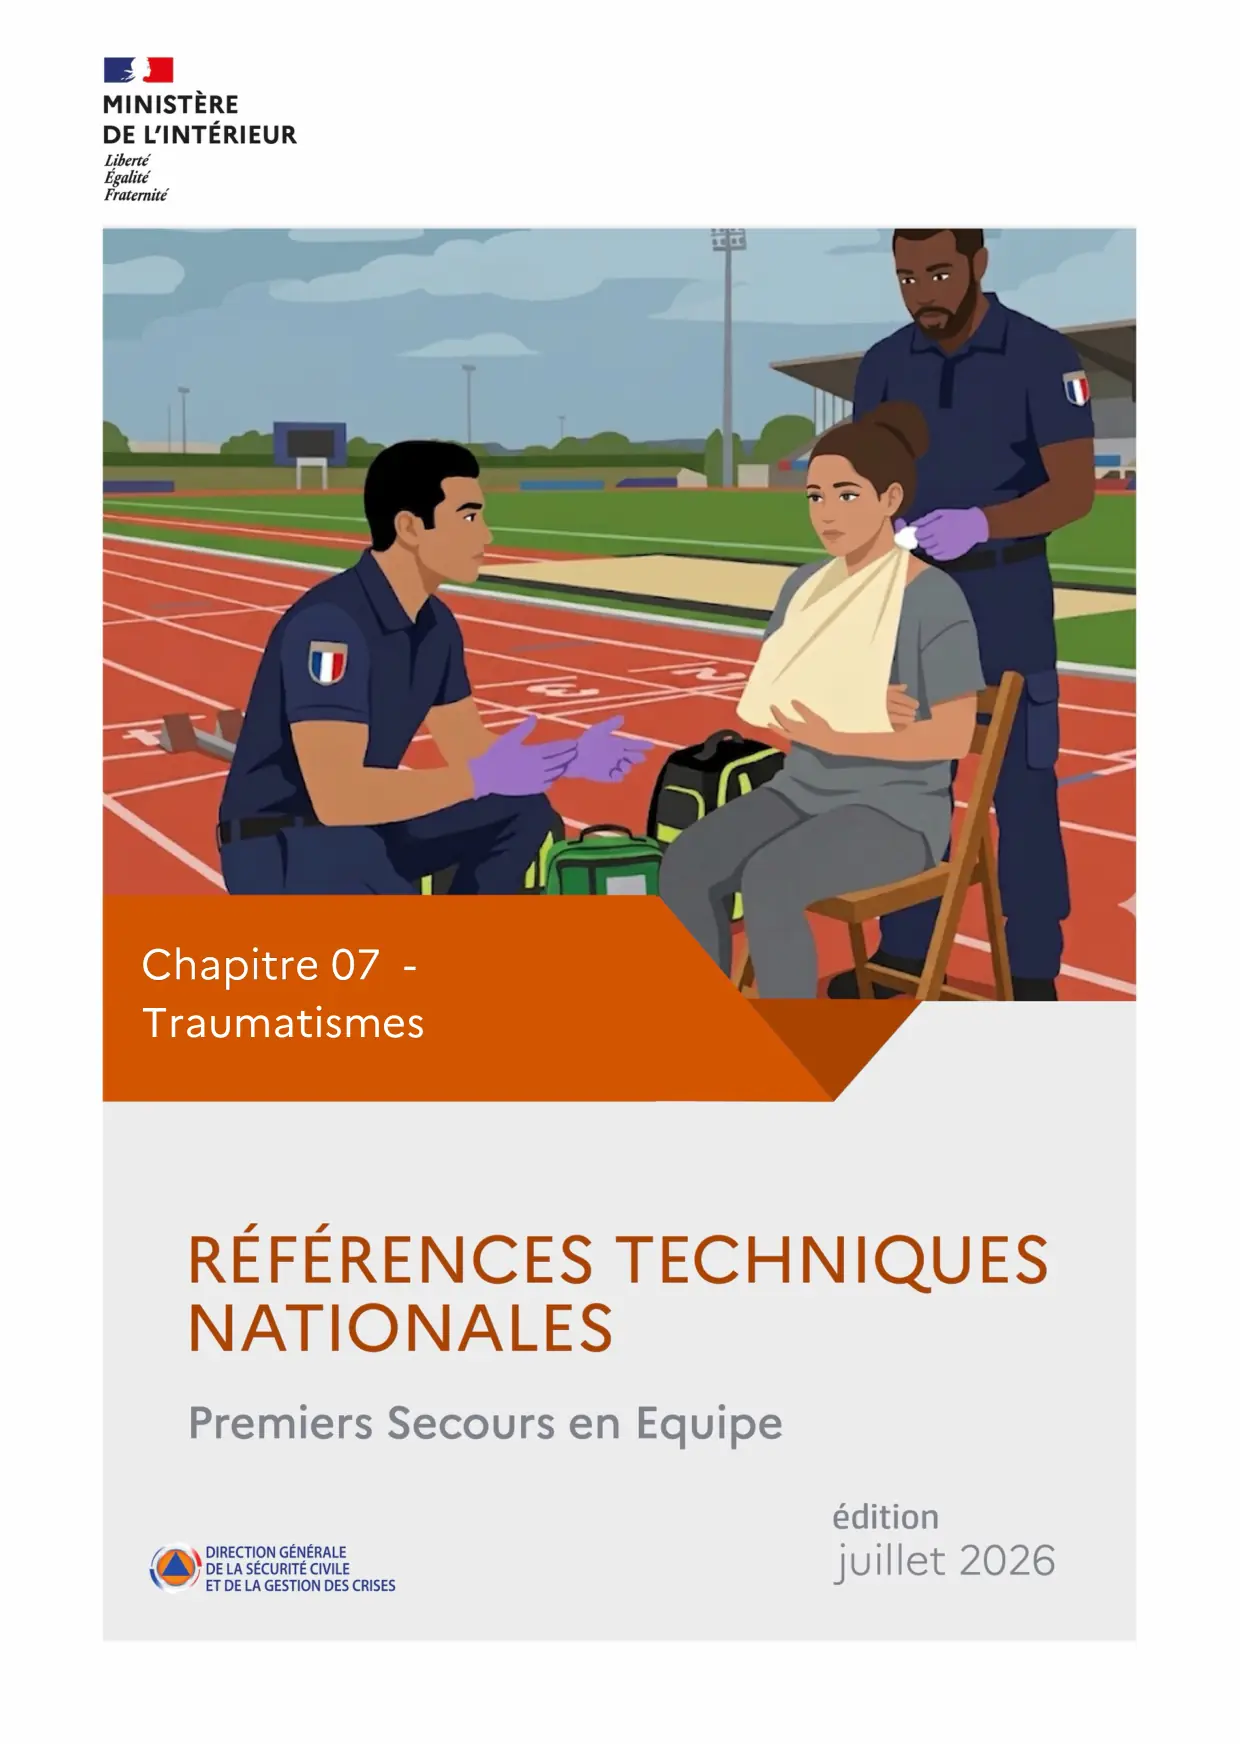 MINISTÈRE
DE L'INTÉRIEUR
Liberté
Égalité
Fraternité
Chapitre 07 -
Traumatismes
RÉFÉRENCES TECHNIQUES
NATIONALES
Premiers Secours en Equipe
édition
juillet 2026
DIRECTION GÉNÉRALE
DE LA SÉCURITÉ CIVILE
ET DE LA GESTION DES CRISES